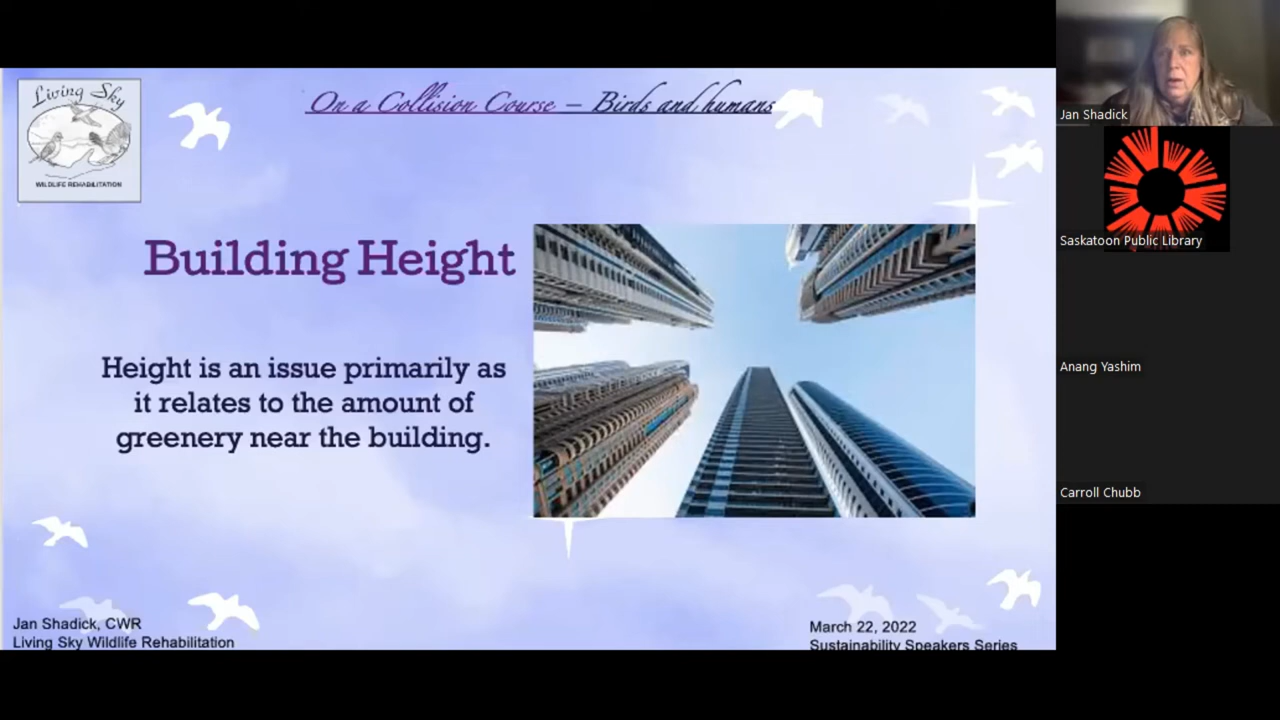 Living Sky
WILDLIFE REHABILITATION
On a Collision Course – Birds and humans
Building Height
Height is an issue primarily as
it relates to the amount of
greenery near the building.
Jan Shadick, CWR
Living Sky Wildlife Rehabilitation
March 22, 2022
Sustainability Speakers Series
Jan Shadick
Saskatoon Public Library
Anang Yashim
Carroll Chubb